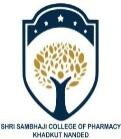 SHRI SAMBHAJI COLLEGE OF PHARMACY
KHADKUT NANDED